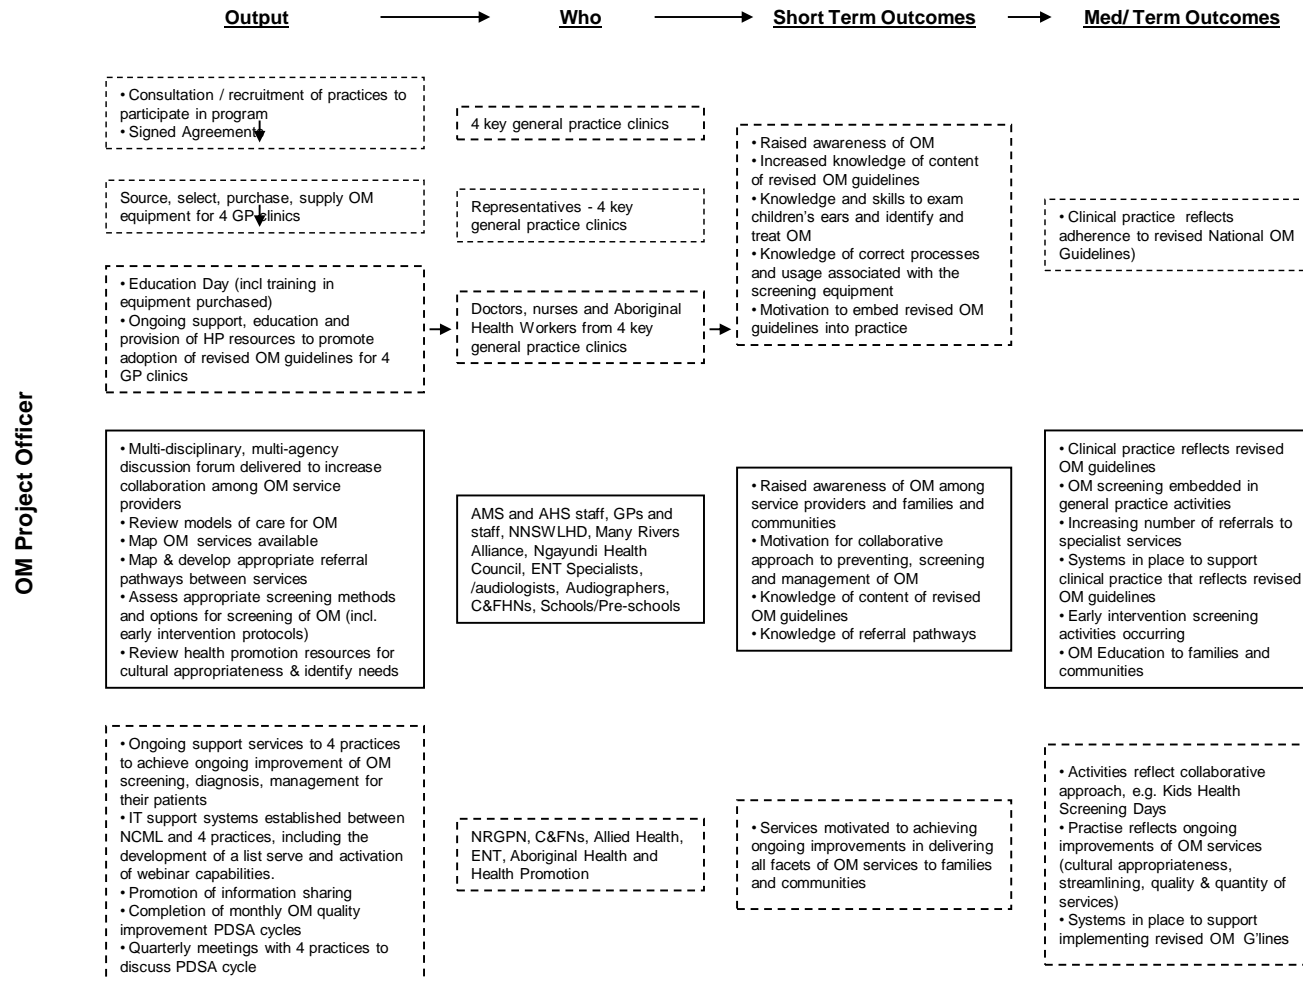 Output
Who
Short Term Outcomes
Med/ Term Outcomes
OM Project Officer
• Consultation / recruitment of practices to
participate in program
• Signed Agreements
4 key general practice clinics
Source, select, purchase, supply OM
equipment for 4 GP clinics
Representatives - 4 key
general practice clinics
• Education Day (incl training in
equipment purchased)
• Ongoing support, education and
provision of HP resources to promote
adoption of revised OM guidelines for 4
GP clinics
Doctors, nurses and Aboriginal
Health Workers from 4 key
general practice clinics
• Raised awareness of OM
• Increased knowledge of content
of revised OM guidelines
• Knowledge and skills to exam
children's ears and identify and
treat OM
• Knowledge of correct processes
and usage associated with the
screening equipment
• Motivation to embed revised OM
guidelines into practice
• Clinical practice reflects
adherence to revised National OM
Guidelines)
• Multi-disciplinary, multi-agency
discussion forum delivered to increase
collaboration among OM service
providers
• Review models of care for OM
• Map OM services available
• Map & develop appropriate referral
pathways between services
• Assess appropriate screening methods
and options for screening of OM (incl.
early intervention protocols)
• Review health promotion resources for
cultural appropriateness & identify needs
AMS and AHS staff, GPs and
staff, NNSWLHD, Many Rivers
Alliance, Ngayundi Health
Council, ENT Specialists,
/audiologists, Audiographers,
C&FHNs, Schools/Pre-schools
• Raised awareness of OM among
service providers and families and
communities
• Motivation for collaborative
approach to preventing, screening
and management of OM
• Knowledge of content of revised
OM guidelines
• Knowledge of referral pathways
• Clinical practice reflects revised
OM guidelines
• OM screening embedded in
general practice activities
• Increasing number of referrals to
specialist services
• Systems in place to support
clinical practice that reflects revised
OM guidelines
• Early intervention screening
activities occurring
• OM Education to families and
communities
• Ongoing support services to 4 practices
to achieve ongoing improvement of OM
screening, diagnosis, management for
their patients
• IT support systems established between
NCML and 4 practices, including the
development of a list serve and activation
of webinar capabilities.
• Promotion of information sharing
• Completion of monthly OM quality
improvement PDSA cycles
• Quarterly meetings with 4 practices to
discuss PDSA cycle
NRGPN, C&FNs, Allied Health,
ENT, Aboriginal Health and
Health Promotion
• Services motivated to achieving
ongoing improvements in delivering
all facets of OM services to families
and communities
• Activities reflect collaborative
approach, e.g. Kids Health
Screening Days
• Practise reflects ongoing
improvements of OM services
(cultural appropriateness,
streamlining, quality & quantity of
services)
• Systems in place to support
implementing revised OM G'lines